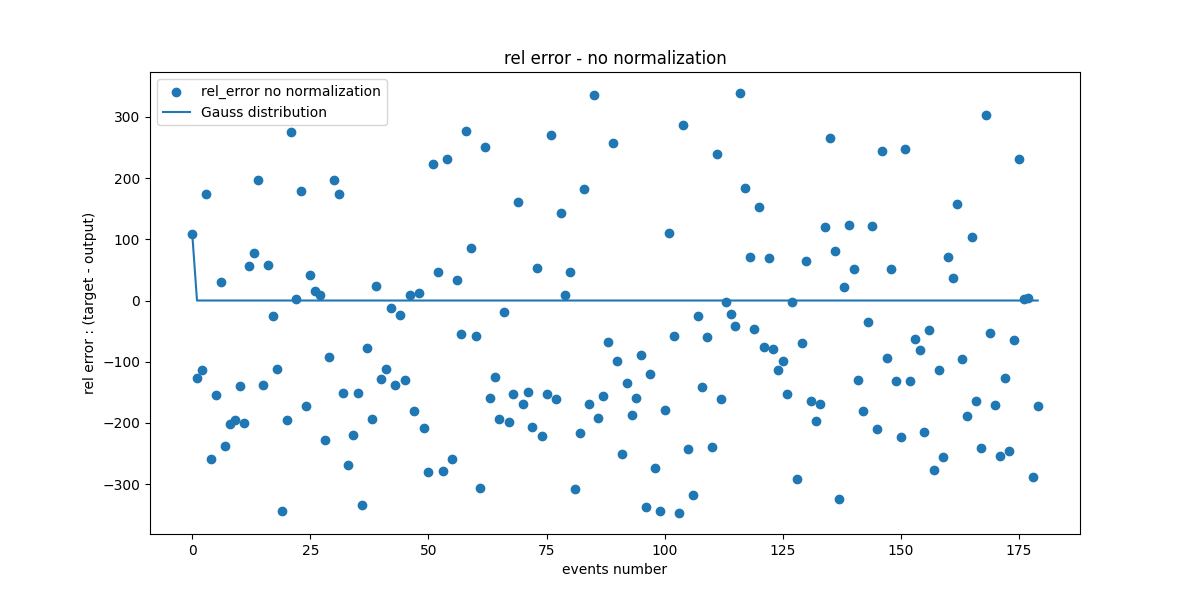 rel error - no normalization
rel_error no normalization
Gauss distribution
300
200
100
0
−100
−200
−300
rel error : (target - output)
0 25 50 75 100 125 150 175
events number